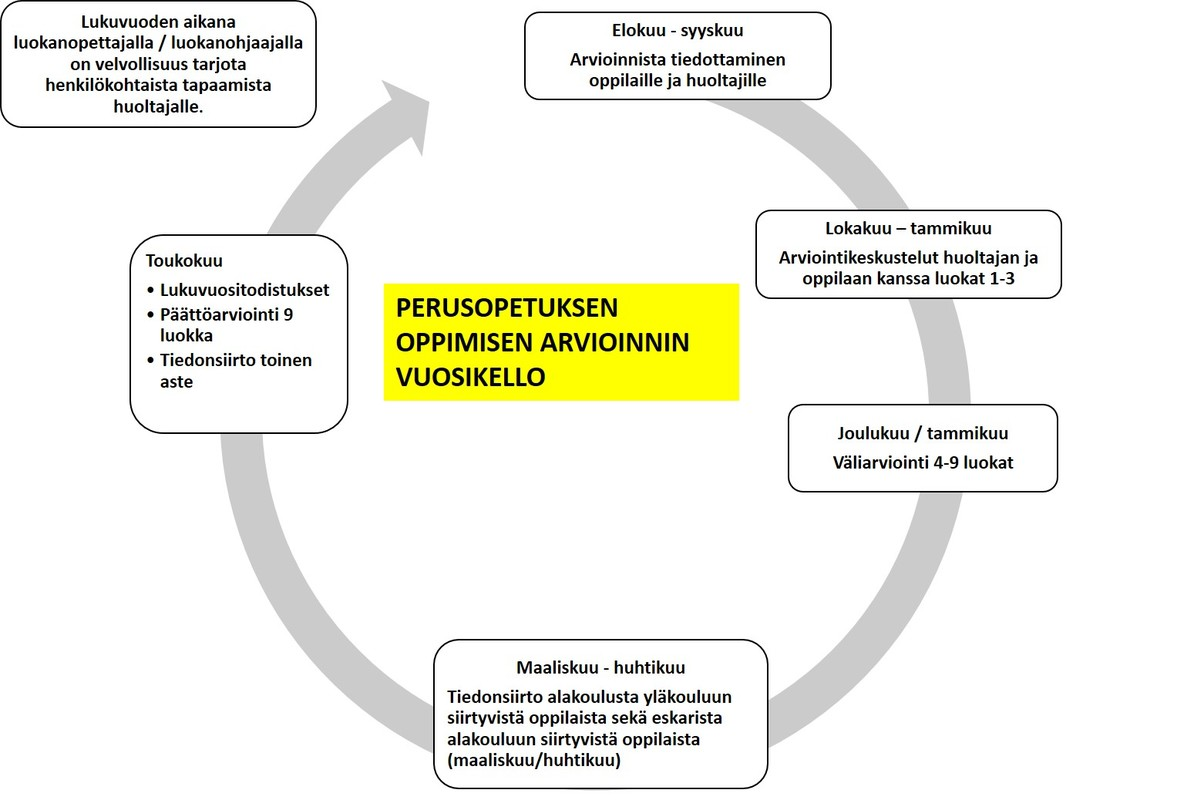 Lukuvuoden aikana
luokanopettajalla / luokanohjaajalla
on velvollisuus tarjota
henkilökohtaista tapaamista
huoltajalle.
Elokuu - syyskuu
Arvioinnista tiedottaminen
oppilaille ja huoltajille
Lokakuu – tammikuu
Arviointikeskustelut huoltajan ja
oppilaan kanssa luokat 1-3
Joulukuu / tammikuu
Väliarviointi 4-9 luokat
Maaliskuu - huhtikuu
Tiedonsiirto alakoulusta yläkouluun
siirtyvistä oppilaista sekä eskarista
alakouluun siirtyvistä oppilaista
(maaliskuu/huhtikuu)
Toukokuu
• Lukuvuositodistukset
• Päättöarviointi 9
luokka
• Tiedonsiirto toinen
aste
PERUSOPETUKSEN
OPPIMISEN ARVIOINNIN
VUOSIKELLO